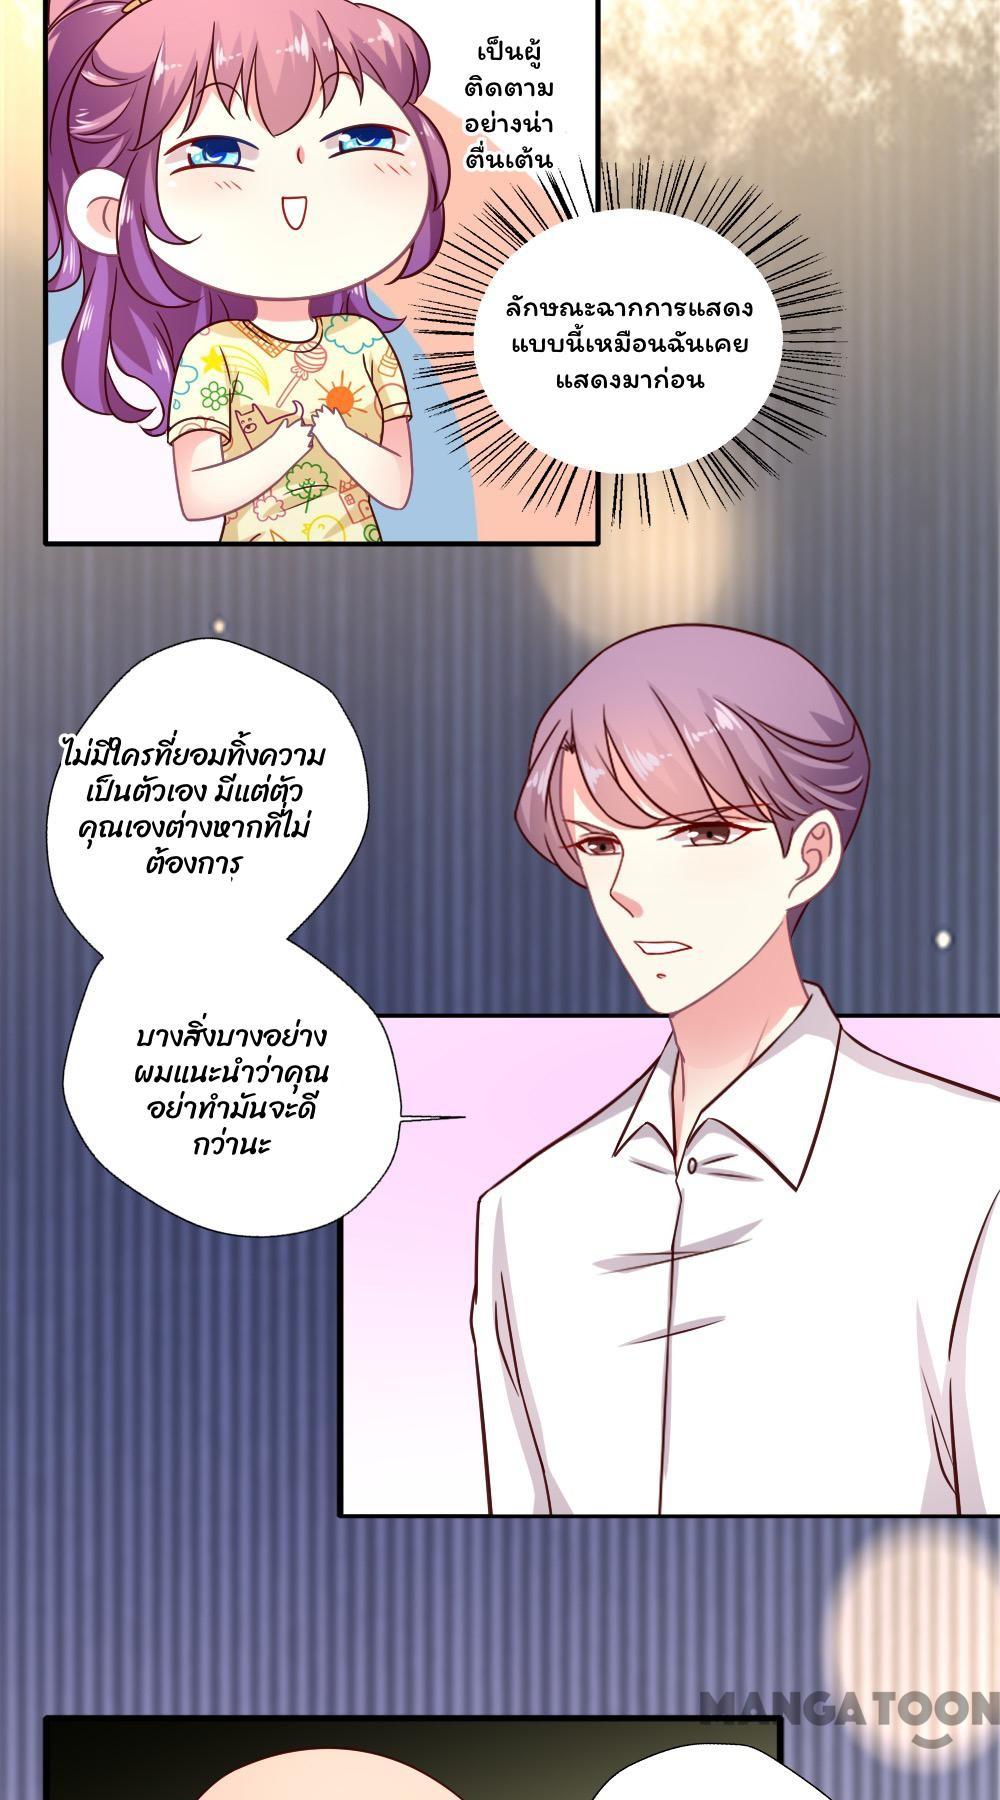 เป็นผู้
ติดตาม
อย่างน่า
ตื่นเต้น
ลักษณะฉากการแสดง
แบบนี้เหมือนฉันเคย
แสดงมาก่อน
ไม่มีใครที่ยอมทิ้งความ
เป็นตัวเอง มีแต่ตัว
คุณเองต่างหากที่ไม่
ต้องการ
บางสิ่งบางอย่าง
ผมแนะนำว่าคุณ
อย่าทำมันจะดี
กว่านะ
MANGATOON